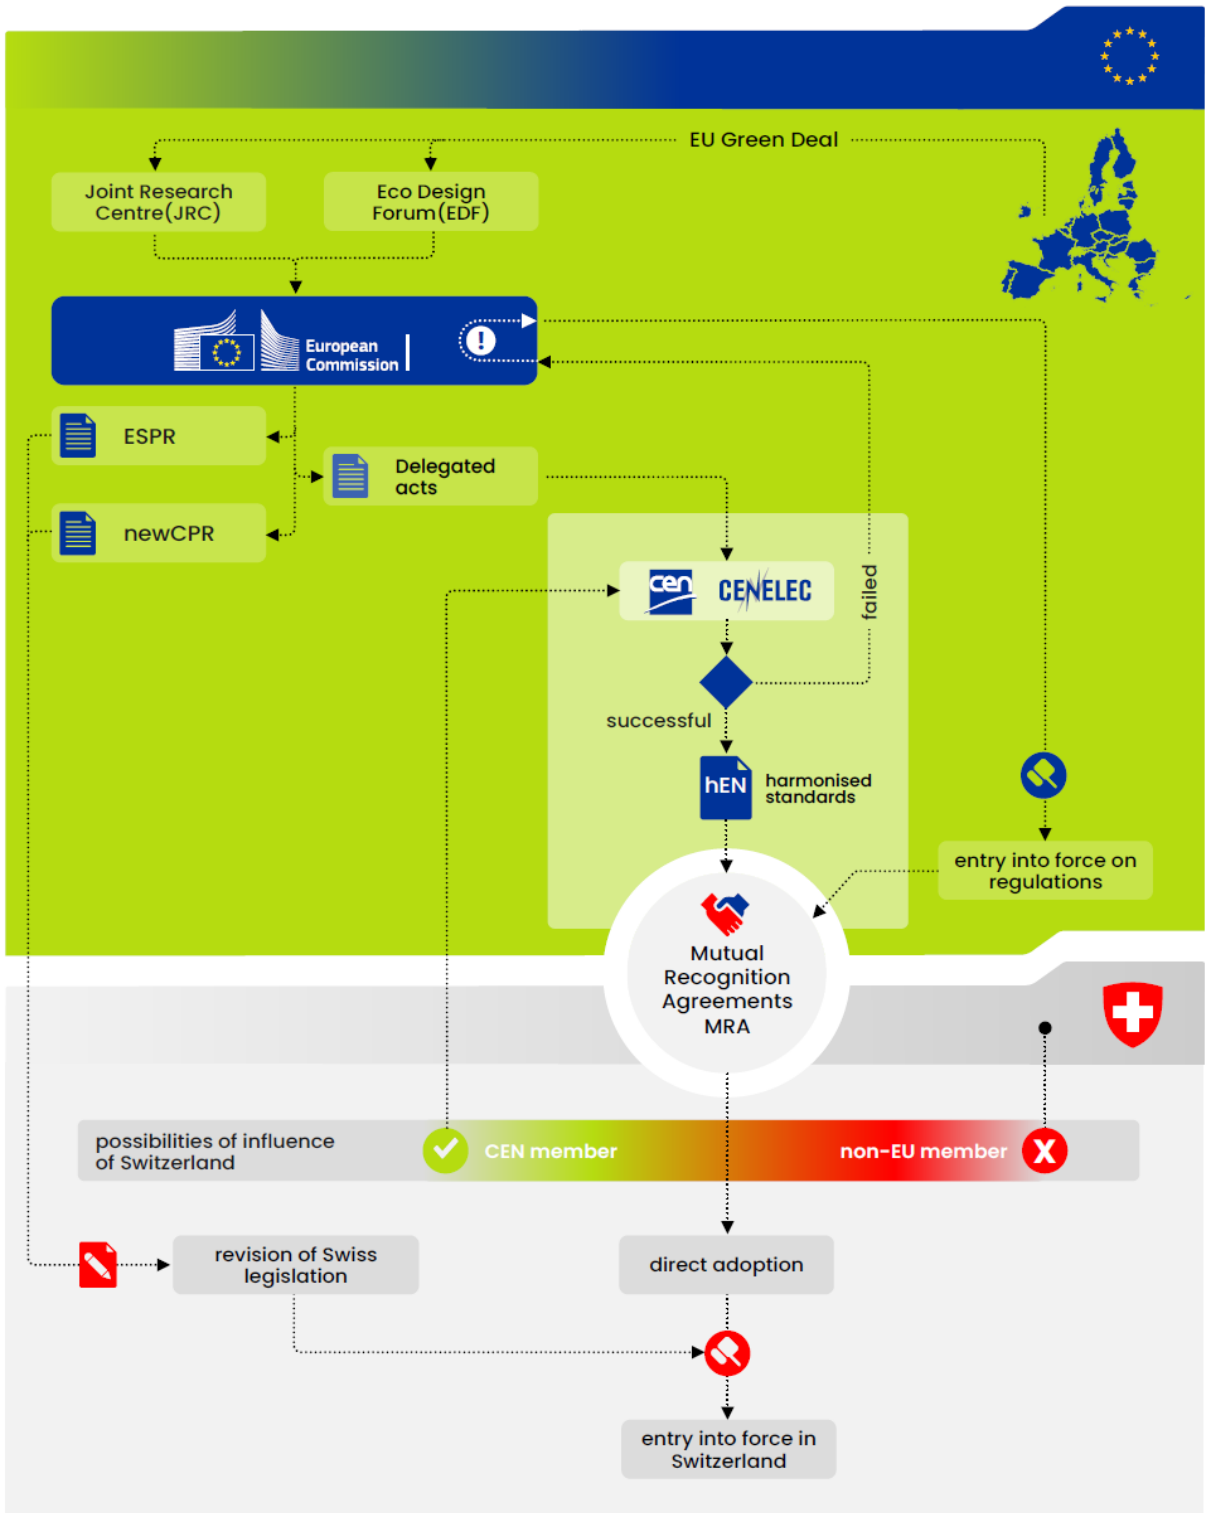 EU Green Deal
Joint Research
Centre(JRC)
Eco Design
Forum(EDF)
European
Commission
!
ESPR
Delegated
acts
newCPR
cen
CENELEC
failed
successful
hEN
harmonised
standards
entry into force on
regulations
Mutual
Recognition
Agreements
MRA
possibilities of influence
of Switzerland
CEN member
non-EU member
X
revision of Swiss
legislation
direct adoption
entry into force in
Switzerland